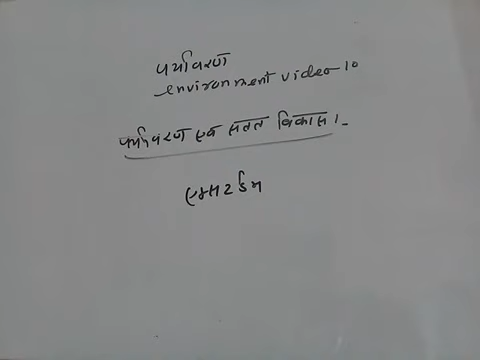 पर्यावरण
environment video 10
पर्यावरण एवं सतत विकास।